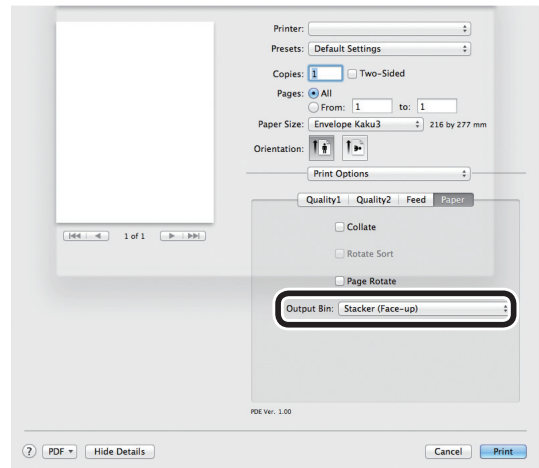 Printer:
Presets: Default Settings
Copies: 1 Two-Sided
Pages: All
From: 1 to: 1
Paper Size: Envelope Kaku3 216 by 277 mm
Orientation:
Print Options
Quality1 Quality2 Feed Paper
Collate
1 of 1
Rotate Sort
Page Rotate
Output Bin: Stacker (Face-up)
PDE Ver. 1.00
? PDF Hide Details Cancel Print